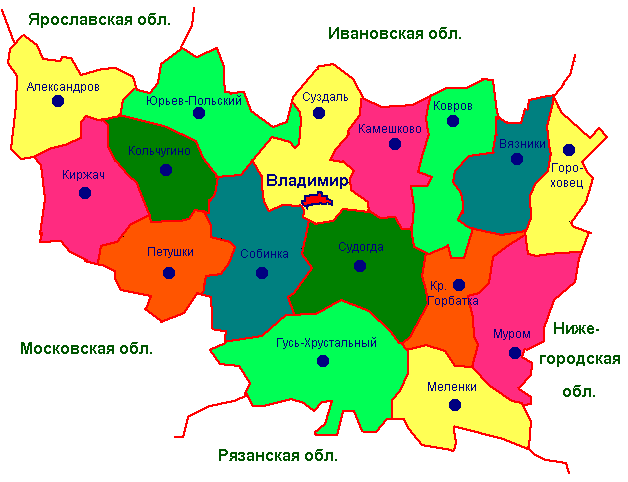 Ярославская обл.
Ивановская обл.
Александров
Юрьев-Польский
Суздаль
Ковров
Камешково
Вязники
Кольчугино
Горо-
ховец
Киржач
Владимир
Петушки
Собинка
Судогда
Кр.
Горбатка
Гусь-Хрустальный
Муром
Ниже-
городская
обл.
Московская обл.
Меленки
Рязанская обл.